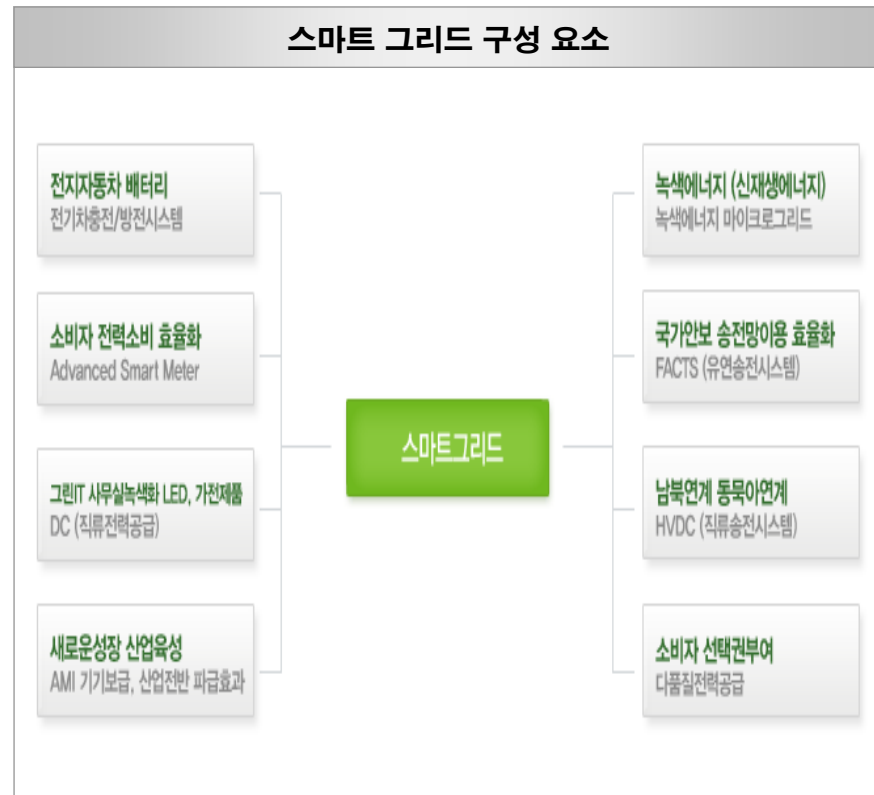 스마트 그리드 구성 요소
전지자동차 배터리
전기차충전/방전시스템
소비자 전력소비 효율화
Advanced Smart Meter
그린IT 사무실녹색화 LED, 가전제품
DC (직류전력공급)
새로운성장 산업육성
AMI 기기보급, 산업전반 파급효과
스마트그리드
녹색에너지 (신재생에너지)
녹색에너지 마이크로그리드
국가안보 송전망이용 효율화
FACTS (유연송전시스템)
남북연계 동묵아연계
HVDC (직류송전시스템)
소비자 선택권부여
다품질전력공급